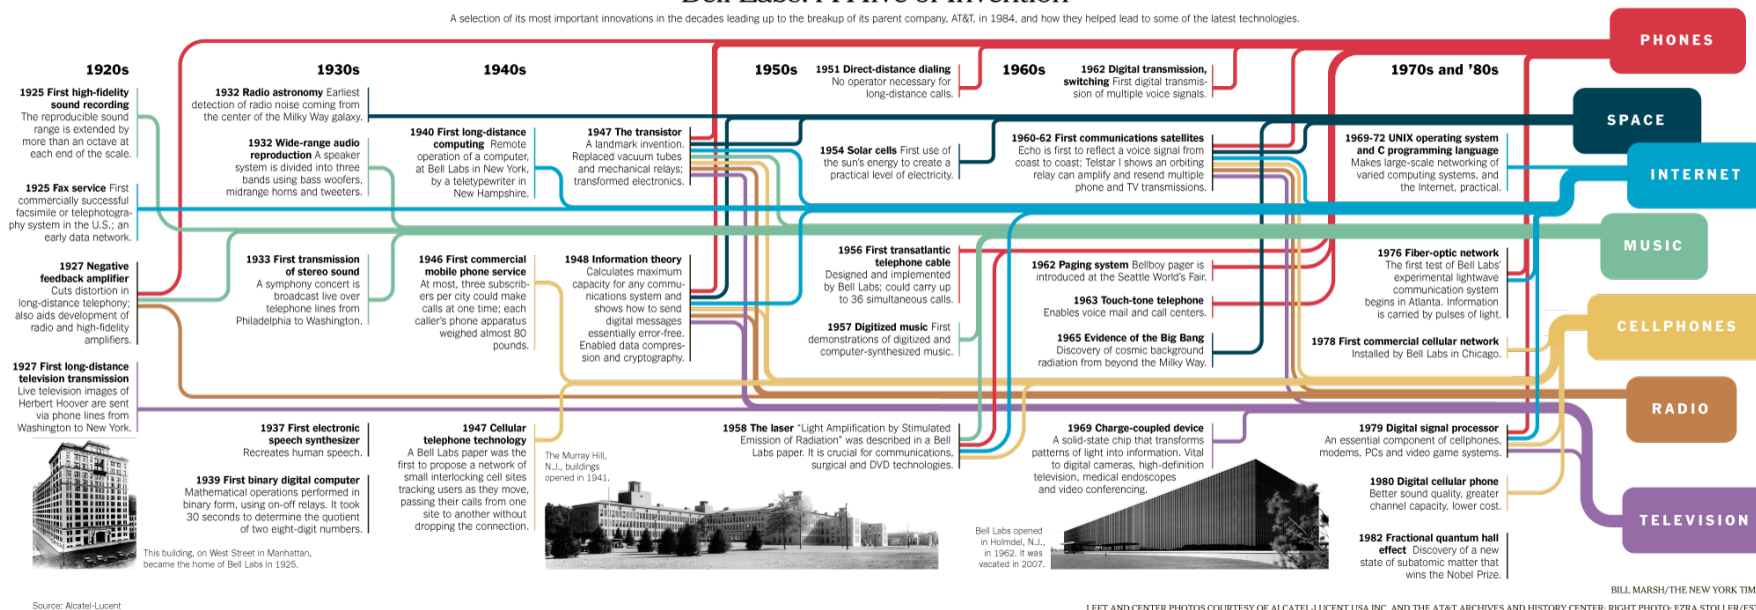 Bell Labs: A Hive of Invention
A selection of its most important innovations in the decades leading up to the breakup of its parent company, AT&T, in 1984, and how they helped lead to some of the latest technologies.
1920s
1925 First high-fidelity
sound recording
The reproducible sound
range is extended by
more than an octave at
each end of the scale.
1925 Fax service First
commercially successful
facsimile or telephotogra-
phy system in the U.S.; an
early data network.
1927 Negative
feedback amplifier
Cuts distortion in
long-distance telephony;
also aids development of
radio and high-fidelity
amplifiers.
1927 First long-distance
television transmission
Live television images of
Herbert Hoover are sent
via phone lines from
Washington to New York.
This building, on West Street in Manhattan,
became the home of Bell Labs in 1925.
1930s
1932 Radio astronomy Earliest
detection of radio noise coming from
the center of the Milky Way galaxy.
1932 Wide-range audio
reproduction A speaker
system is divided into three
bands using bass woofers,
midrange horns and tweeters.
1933 First transmission
of stereo sound
A symphony concert is
broadcast live over
telephone lines from
Philadelphia to Washington.
1937 First electronic
speech synthesizer
Recreates human speech.
1939 First binary digital computer
Mathematical operations performed in
binary form, using on-off relays. It took
30 seconds to determine the quotient
of two eight-digit numbers.
1940s
1940 First long-distance
computing Remote
operation of a computer,
at Bell Labs in New York,
by a teletypewriter in
New Hampshire.
1946 First commercial
mobile phone service
At most, three subscrib-
ers per city could make
calls at one time; each
caller's phone apparatus
weighed almost 80
pounds.
1947 Cellular
telephone technology
A Bell Labs paper was the
first to propose a network of
small interlocking cell sites
tracking users as they move,
passing their calls from one
site to another without
dropping the connection.
1947 The transistor
A landmark invention.
Replaced vacuum tubes
and mechanical relays;
transformed electronics.
1948 Information theory
Calculates maximum
capacity for any commu-
nications system and
shows how to send
digital messages
essentially error-free.
Enabled data compres-
sion and cryptography.
The Murray Hill,
N.J., buildings
opened in 1941.
1950s
1951 Direct-distance dialing
No operator necessary for
long-distance calls.
1954 Solar cells First use of
the sun's energy to create a
practical level of electricity.
1956 First transatlantic
telephone cable
Designed and implemented
by Bell Labs; could carry up
to 36 simultaneous calls.
1957 Digitized music First
demonstrations of digitized and
computer-synthesized music.
1958 The laser “Light Amplification by Stimulated
Emission of Radiation” was described in a Bell
Labs paper. It is crucial for communications,
surgical and DVD technologies.
1960s
1962 Digital transmission,
switching First digital transmis-
sion of multiple voice signals.
1960-62 First communications satellites
Echo is first to reflect a voice signal from
coast to coast; Telstar I shows an orbiting
relay can amplify and resend multiple
phone and TV transmissions.
1962 Paging system Bellboy pager is
introduced at the Seattle World's Fair.
1963 Touch-tone telephone
Enables voice mail and call centers.
1965 Evidence of the Big Bang
Discovery of cosmic background
radiation from beyond the Milky Way.
1969 Charge-coupled device
A solid-state chip that transforms
patterns of light into information. Vital
to digital cameras, high-definition
television, medical endoscopes
and video conferencing.
Bell Labs opened
in Holmdel, N.J.,
in 1962. It was
vacated in 2007.
1970s and '80s
1969-72 UNIX operating system
and C programming language
Makes large-scale networking of
varied computing systems, and
the Internet, practical.
1976 Fiber-optic network
The first test of Bell Labs'
experimental lightwave
communication system
begins in Atlanta. Information
is carried by pulses of light.
1978 First commercial cellular network
Installed by Bell Labs in Chicago.
1979 Digital signal processor
An essential component of cellphones,
modems, PCs and video game systems.
1980 Digital cellular phone
Better sound quality, greater
channel capacity, lower cost.
1982 Fractional quantum hall
effect Discovery of a new
state of subatomic matter that
wins the Nobel Prize.
PHONES
SPACE
INTERNET
MUSIC
CELLPHONES
RADIO
TELEVISION
Source: Alcatel-Lucent
BILL MARSH/THE NEW YORK TIM
LEFT AND CENTER PHOTOS COURTESY OF ALCATEL-LUCENT USA INC. AND THE AT&T ARCHIVES AND HISTORY CENTER; RIGHT PHOTO: EZRA STOLLER/